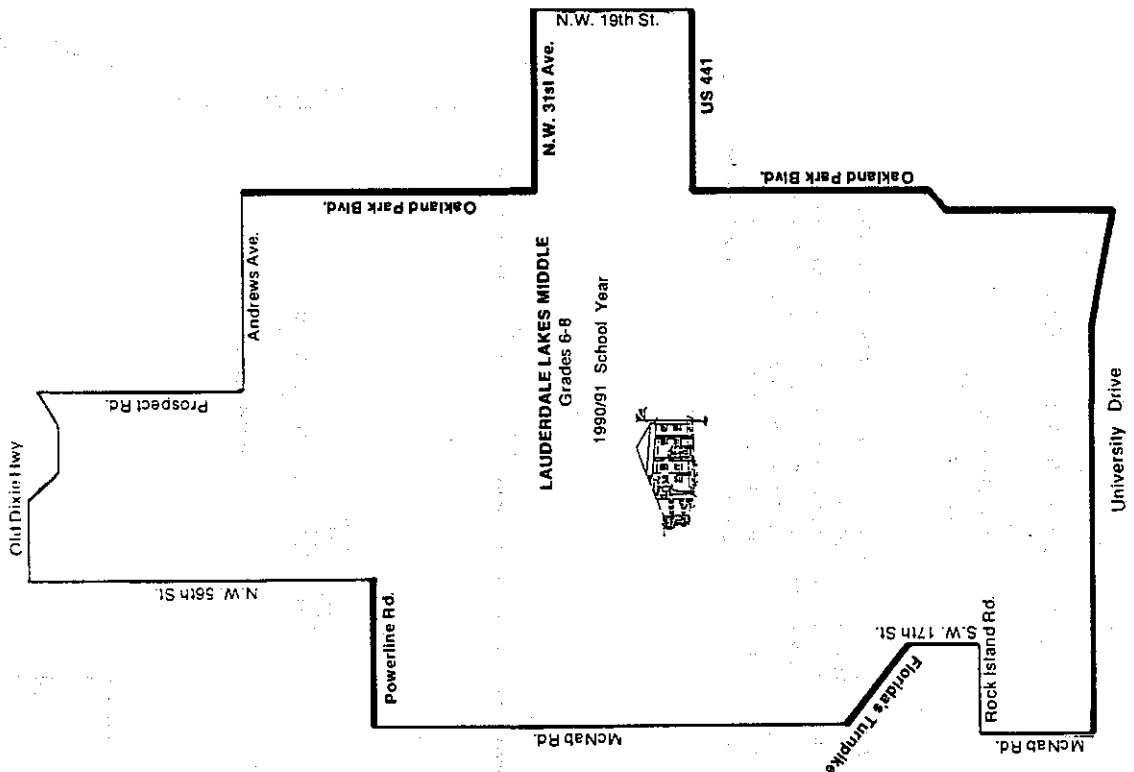 N.W. 19th St.
N.W. 31st Ave.
US 441
Oakland Park Blvd.
Oakland Park Blvd.
Andrews Ave.
LAUDERDALE LAKES MIDDLE
Grades 6-8
1990/91 School Year
Prospect Rd.
Old Dixie Hwy
N.W. 56th St.
Powerline Rd.
University Drive
S.W. 17th St.
Rock Island Rd.
Florida's Turnpike
McNab Rd.
McNab Rd.